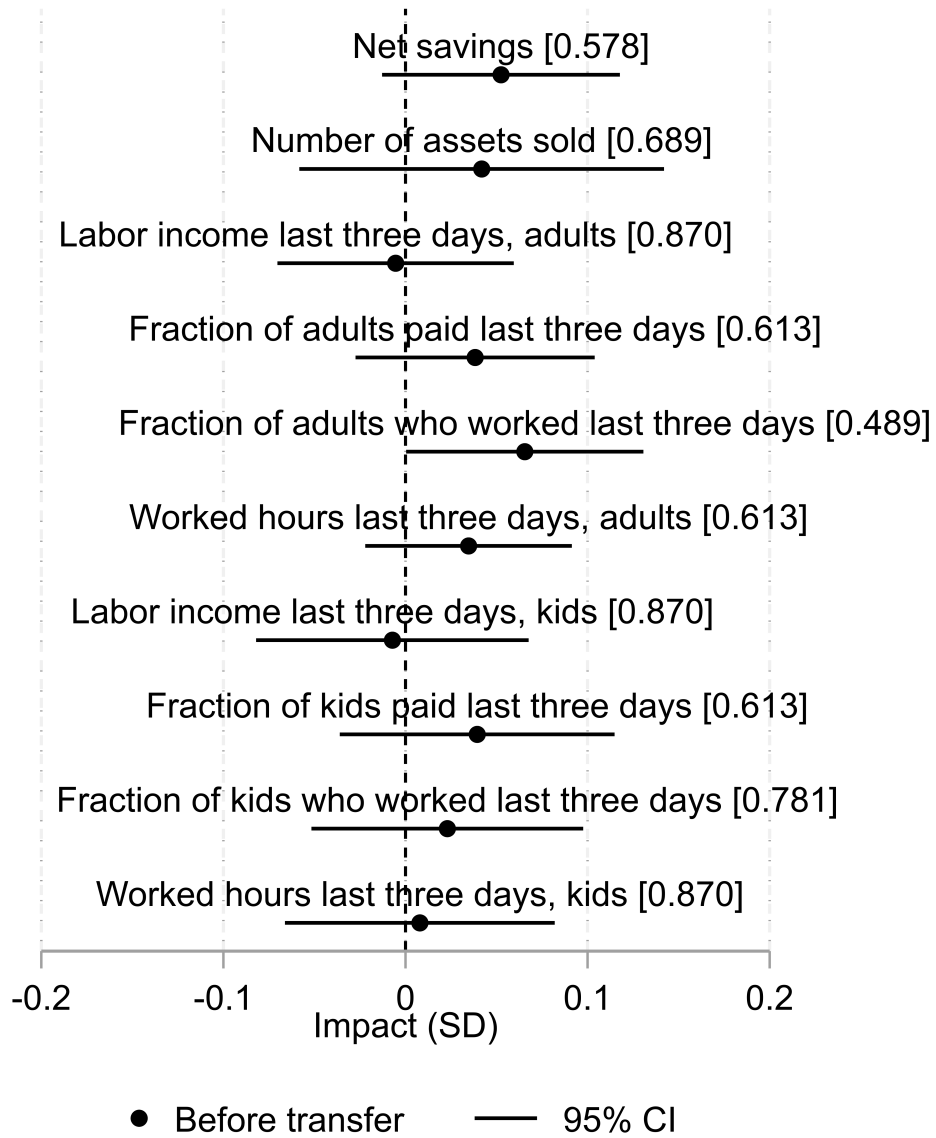 Net savings [0.578]
Number of assets sold [0.689]
Labor income last three days, adults [0.870]
Fraction of adults paid last three days [0.613]
Fraction of adults who worked last three days [0.489]
Worked hours last three days, adults [0.613]
Labor income last three days, kids [0.870]
Fraction of kids paid last three days [0.613]
Fraction of kids who worked last three days [0.781]
Worked hours last three days, kids [0.870]
-0.2 -0.1 0 0.1 0.2
Impact (SD)
Before transfer 95% CI